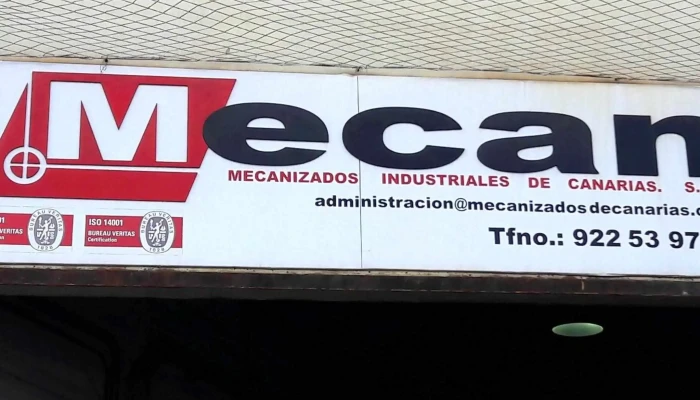 Mecan
MECANIZADOS INDUSTRIALES DE CANARIAS. S.
administracion@mecanizadosdecanarias.
Tfno.: 922 53 97
ISO 14001
BUREAU VERITAS
Certification